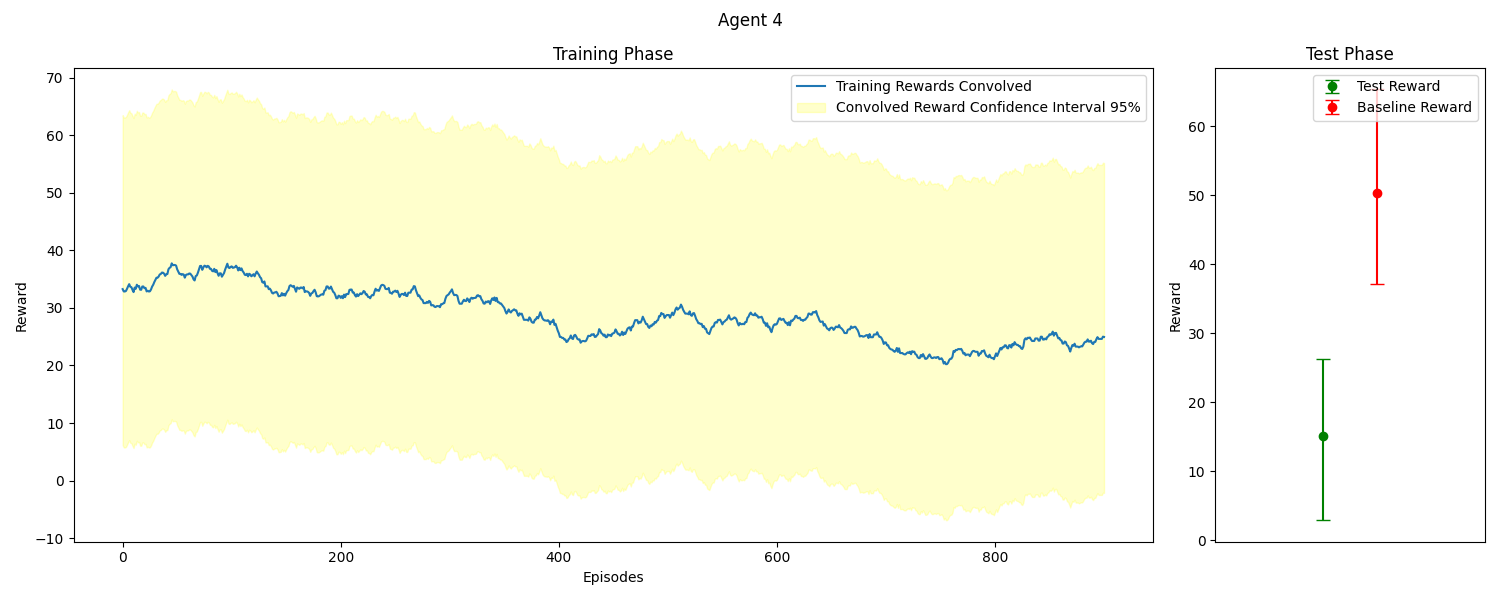 Agent 4
Training Phase
Training Rewards Convolved
Convolved Reward Confidence Interval 95%
Reward
70
60
50
40
30
20
10
0
−10
0
200
400
600
800
Episodes
Test Phase
Test Reward
Baseline Reward
Reward
60
50
40
30
20
10
0